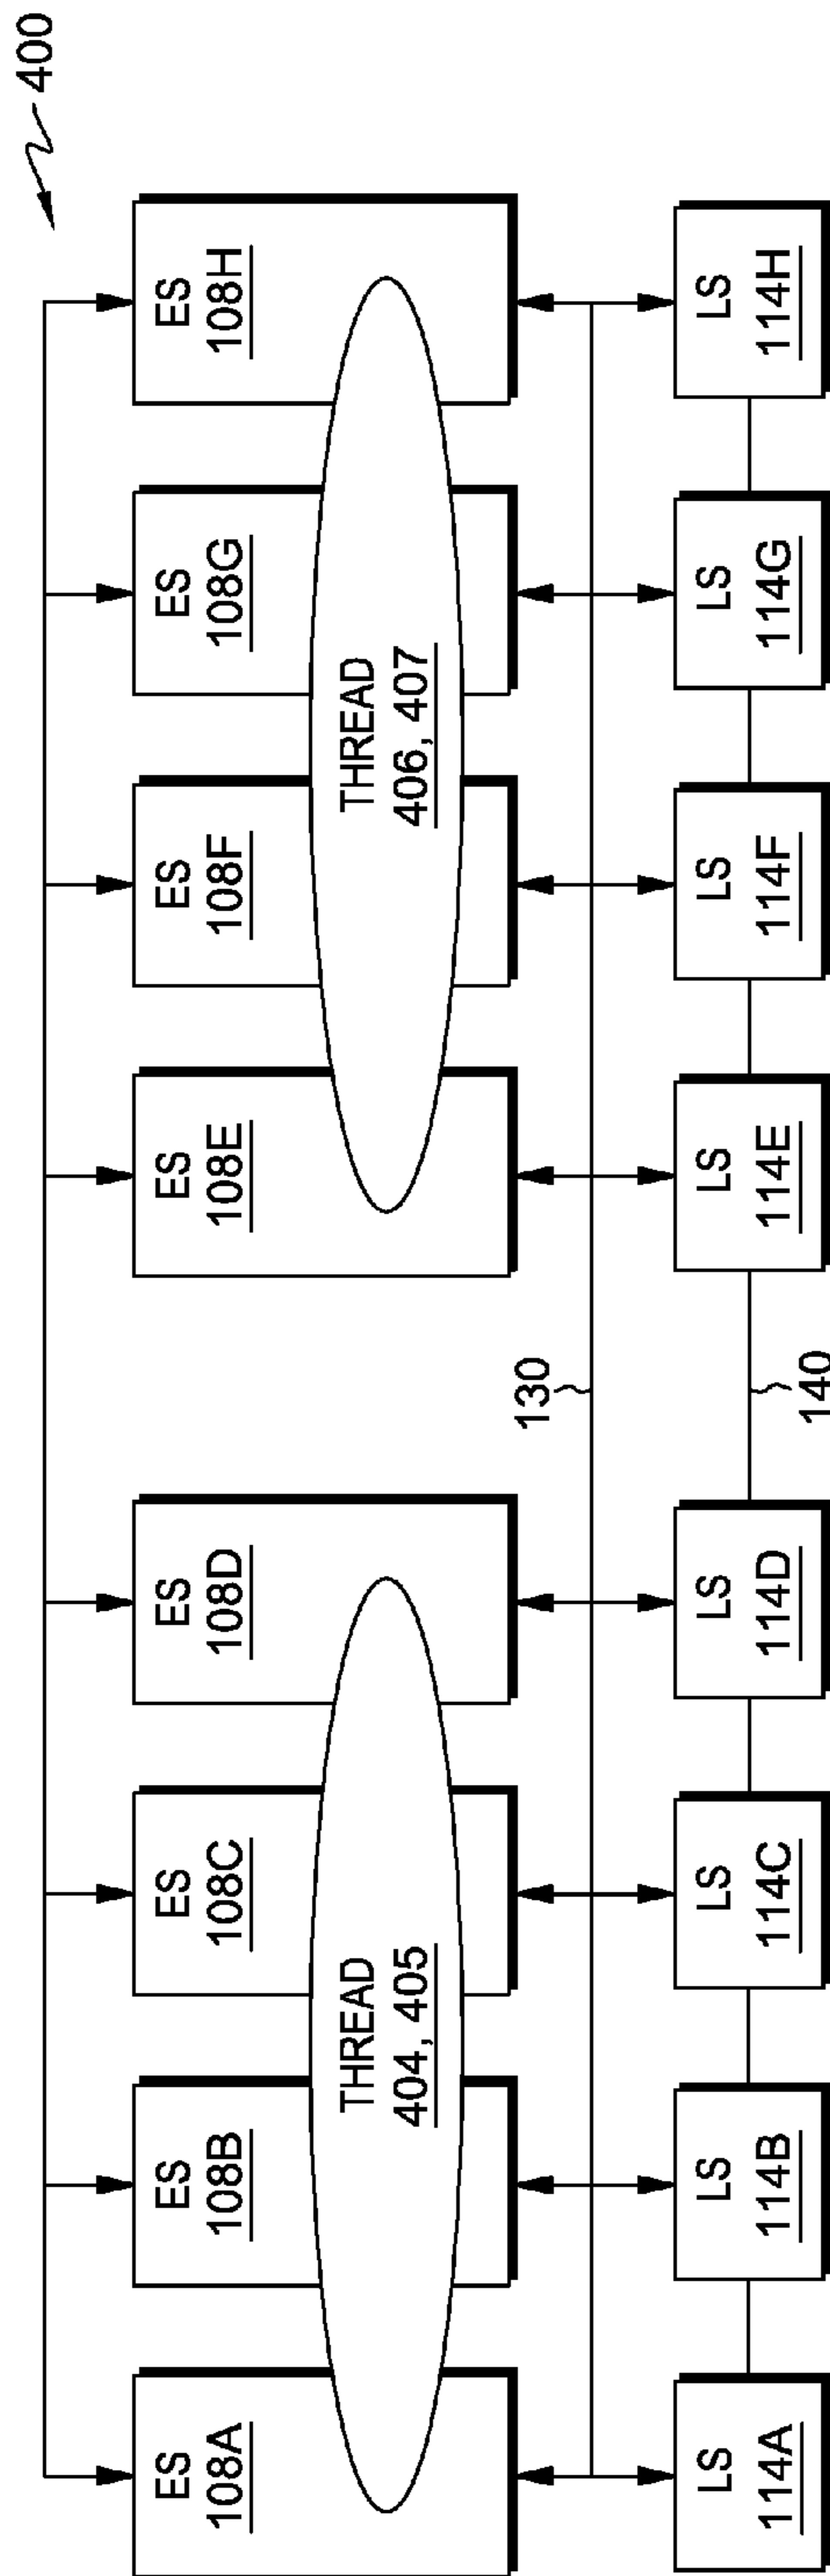 400
ES
108A
ES
108B
ES
108C
ES
108D
ES
108E
ES
108F
ES
108G
ES
108H
THREAD
404, 405
THREAD
406, 407
130
LS
114A
LS
114B
LS
114C
LS
114D
LS
114E
LS
114F
LS
114G
LS
114H
140